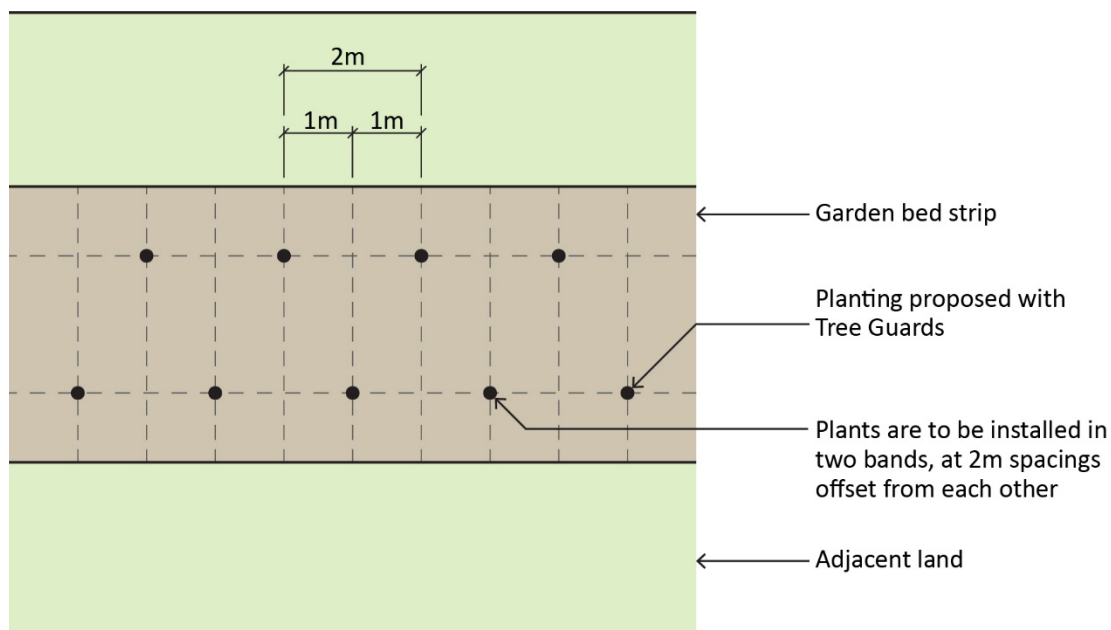 2m
1m 1m
Garden bed strip
Planting proposed with
Tree Guards
Plants are to be installed in
two bands, at 2m spacings
offset from each other
Adjacent land